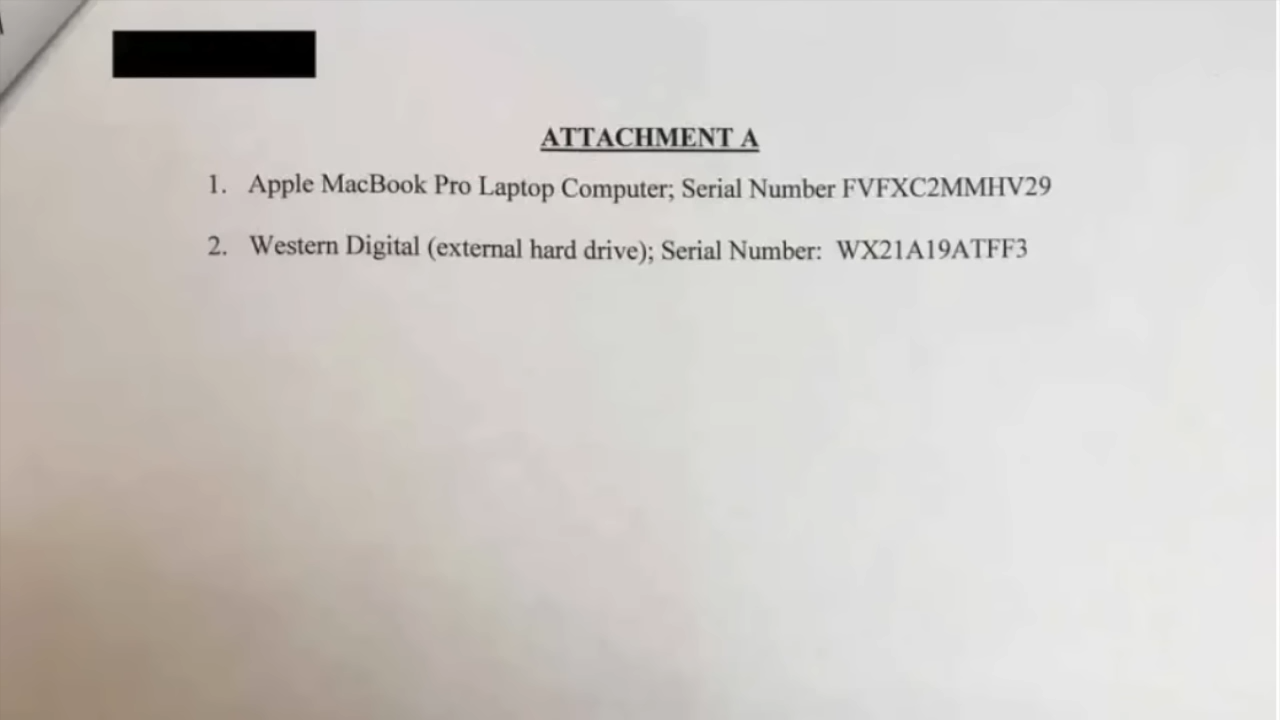 ATTACHMENT A
1. Apple MacBook Pro Laptop Computer; Serial Number FVFXC2MMHV29
2. Western Digital (external hard drive); Serial Number: WX21A19ATFF3